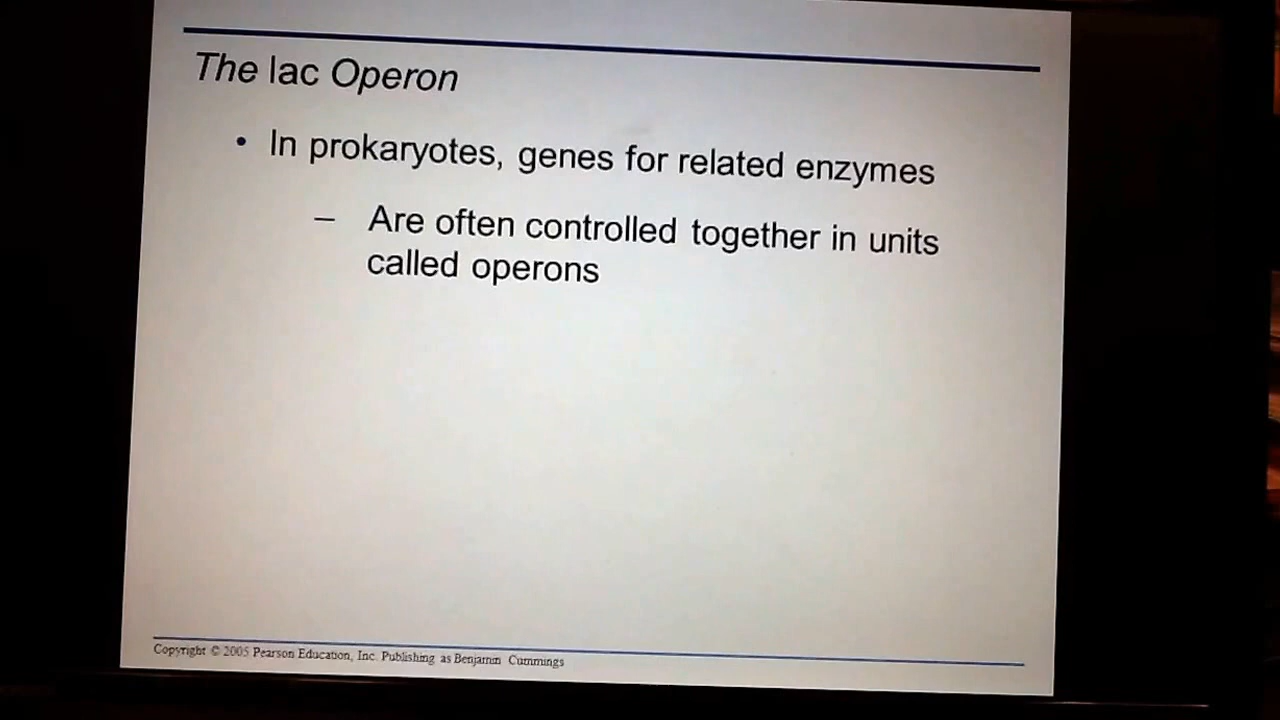 The lac Operon
• In prokaryotes, genes for related enzymes
– Are often controlled together in units
called operons
Copyright © 2005 Pearson Education, Inc. Publishing as Benjamin Cummings